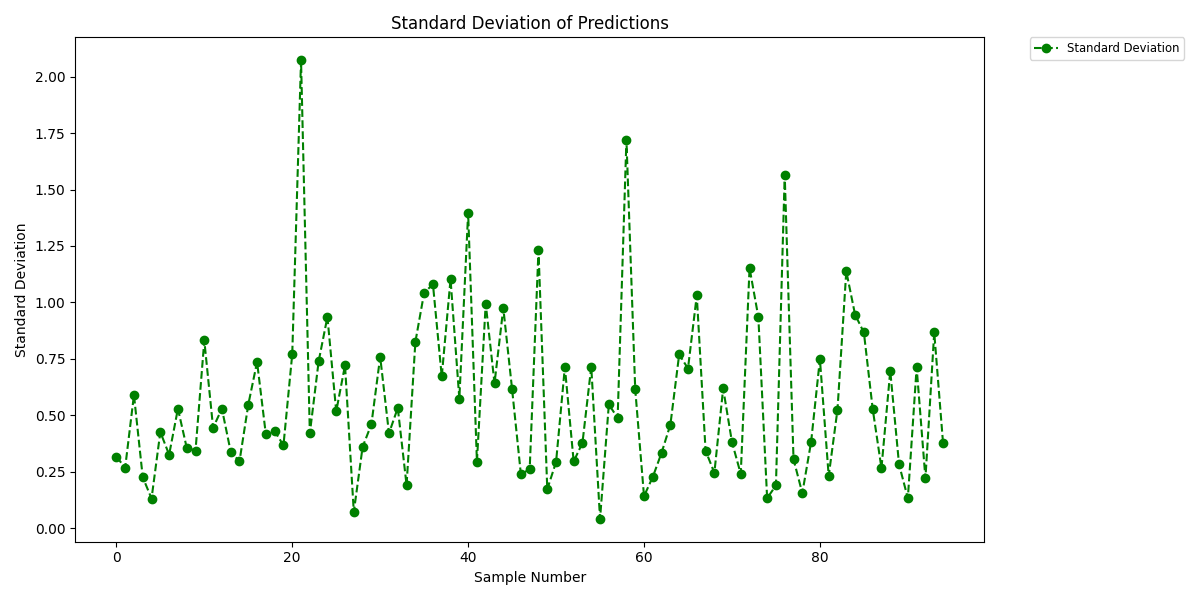 Standard Deviation of Predictions
Standard Deviation
2.00
1.75
1.50
1.25
1.00
0.75
0.50
0.25
0.00
Standard Deviation
0 20 40 60 80
Sample Number